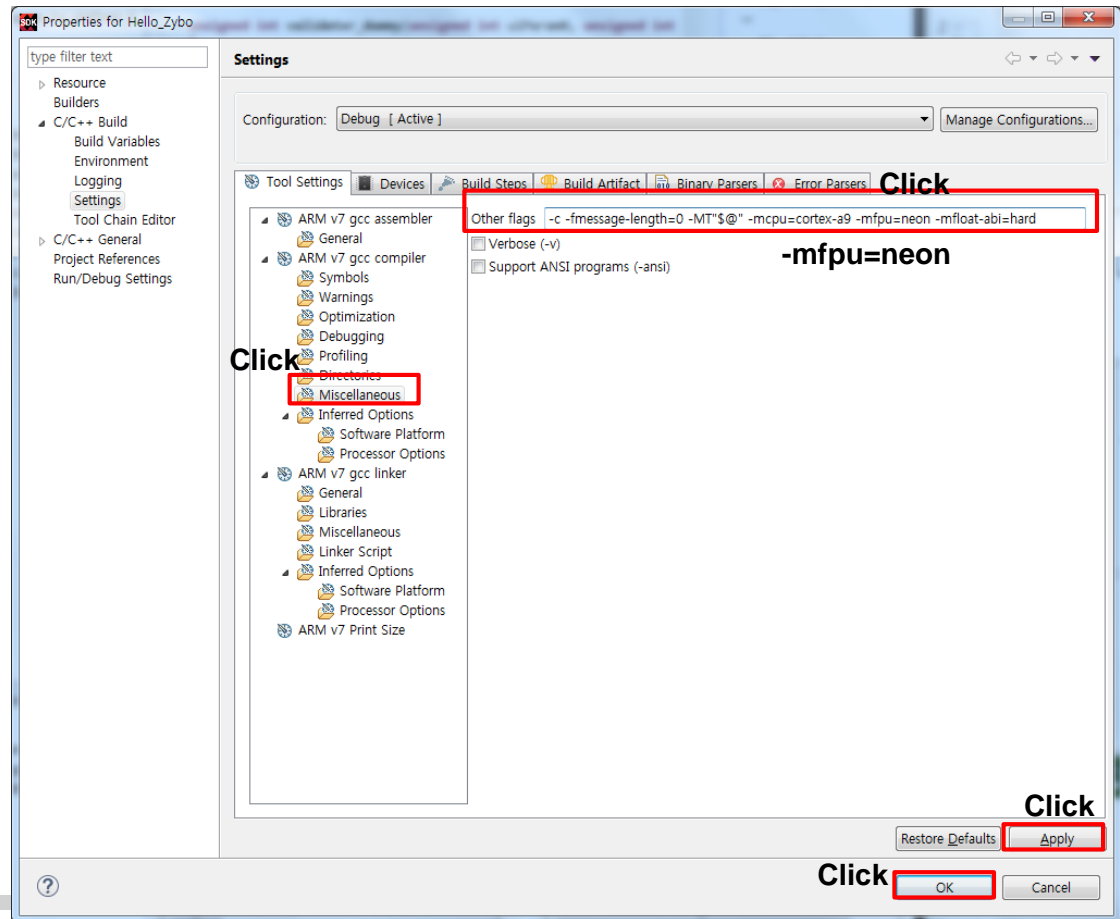 SDK Properties for Hello_Zybo
type filter text
Settings
Resource
Builders
C/C++ Build
Build Variables
Environment
Logging
Settings
Tool Chain Editor
C/C++ General
Project References
Run/Debug Settings
Configuration: Debug [ Active ]
Manage Configurations...
Tool Settings Devices Build Steps Build Artifact Binary Parsers Error Parsers
Click
ARM v7 gcc assembler
General
ARM v7 gcc compiler
Symbols
Warnings
Optimization
Debugging
Profiling
Directories
Click
Miscellaneous
Inferred Options
Software Platform
Processor Options
ARM v7 gcc linker
General
Libraries
Miscellaneous
Linker Script
Inferred Options
Software Platform
Processor Options
ARM v7 Print Size
Other flags -c -fmessage-length=0 -MT"$@" -mcpu=cortex-a9 -mfpu=neon -mfloat-abi=hard
Verbose (-v)
Support ANSI programs (-ansi)
-mfpu=neon
Click
Restore Defaults Apply
Click
OK Cancel